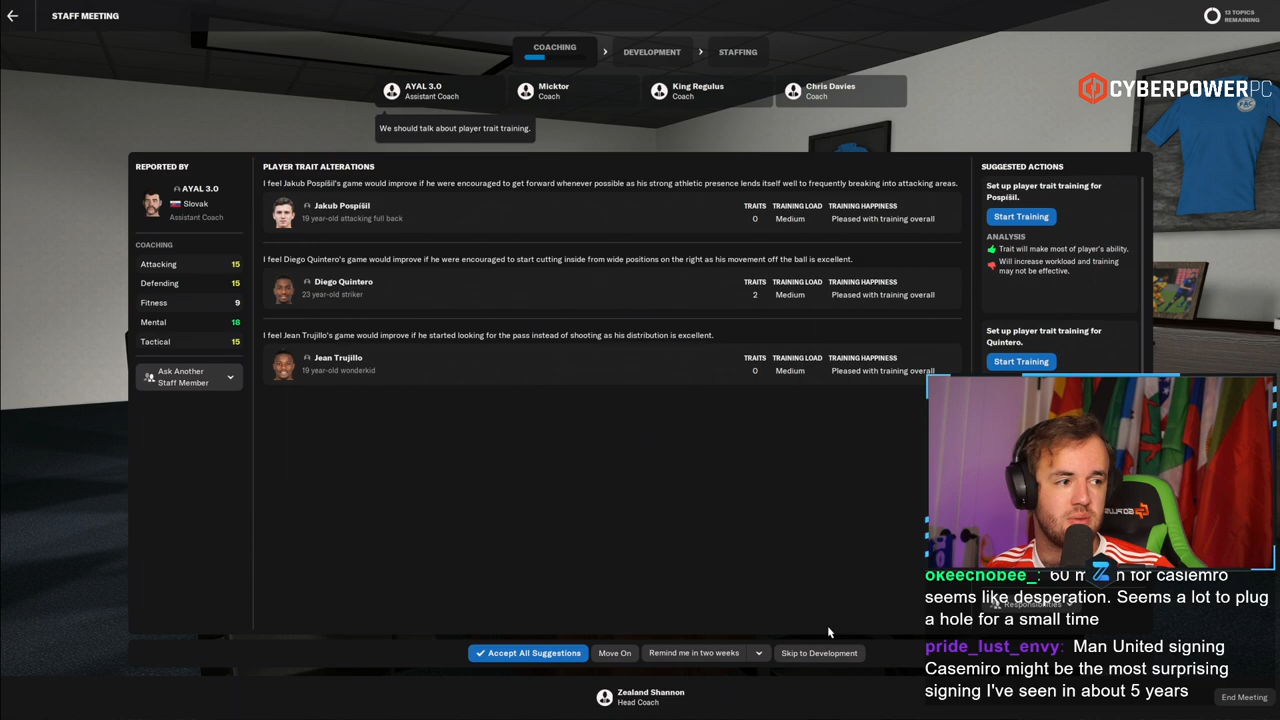 STAFF MEETING
13 TOPICS
REMAINING
COACHING
DEVELOPMENT
STAFFING
AYAL 3.0
Assistant Coach
Micktor
Coach
King Regulus
Coach
Chris Davies
Coach
CYBERPOWERPC
We should talk about player trait training.
REPORTED BY
AYAL 3.0
Slovak
Assistant Coach
COACHING
Attacking 15
Defending 15
Fitness 9
Mental 18
Tactical 15
Ask Another
Staff Member
PLAYER TRAIT ALTERATIONS
I feel Jakub Pospíšil's game would improve if he were encouraged to get forward whenever possible as his strong athletic presence lends itself well to frequently breaking into attacking areas.
Jakub Pospíšil
19 year-old attacking full back
TRAITS TRAINING LOAD TRAINING HAPPINESS
0 Medium Pleased with training overall
I feel Diego Quintero's game would improve if he were encouraged to start cutting inside from wide positions on the right as his movement off the ball is excellent.
Diego Quintero
23 year-old striker
TRAITS TRAINING LOAD TRAINING HAPPINESS
2 Medium Pleased with training overall
I feel Jean Trujillo's game would improve if he started looking for the pass instead of shooting as his distribution is excellent.
Jean Trujillo
19 year-old wonderkid
TRAITS TRAINING LOAD TRAINING HAPPINESS
0 Medium Pleased with training overall
SUGGESTED ACTIONS
Set up player trait training for
Pospíšil.
Start Training
ANALYSIS
Trait will make most of player's ability.
Will increase workload and training
may not be effective.
Set up player trait training for
Quintero.
Start Training
Responsibilities
okeechobee_: 60 m n for casiemro
seems like desperation. Seems a lot to plug
a hole for a small time
pride_lust_envy: Man United signing
Casemiro might be the most surprising
signing I've seen in about 5 years
Accept All Suggestions
Move On
Remind me in two weeks
Skip to Development
Zealand Shannon
Head Coach
End Meeting